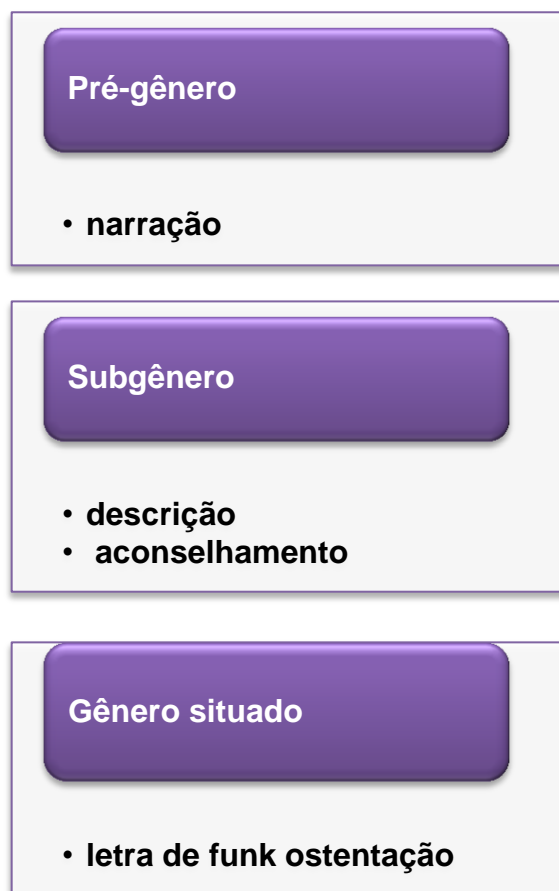 Pré-gênero
• narração
Subgênero
• descrição
• aconselhamento
Gênero situado
• letra de funk ostentação